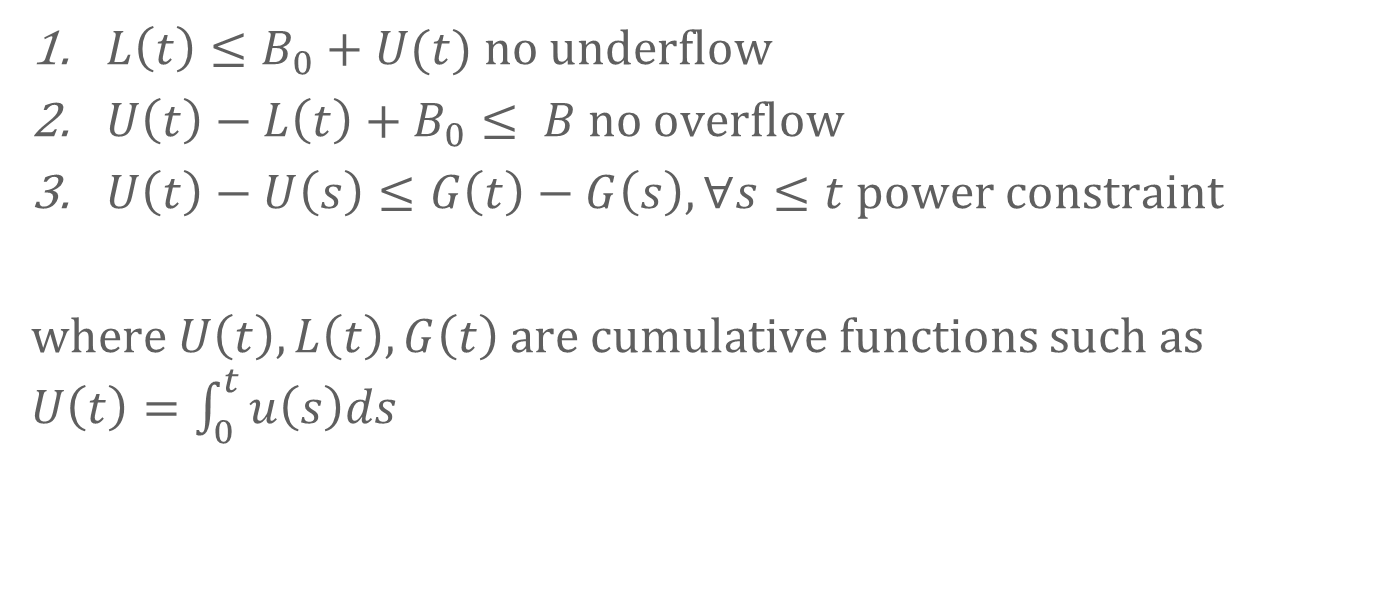 1. L(t) ≤ B₀ + U(t) no underflow
2. U(t) − L(t) + B₀ ≤ B no overflow
3. U(t) − U(s) ≤ G(t) − G(s), ∀s ≤ t power constraint
where U(t), L(t), G(t) are cumulative functions such as
U(t) = ∫₀ᵗ u(s)ds